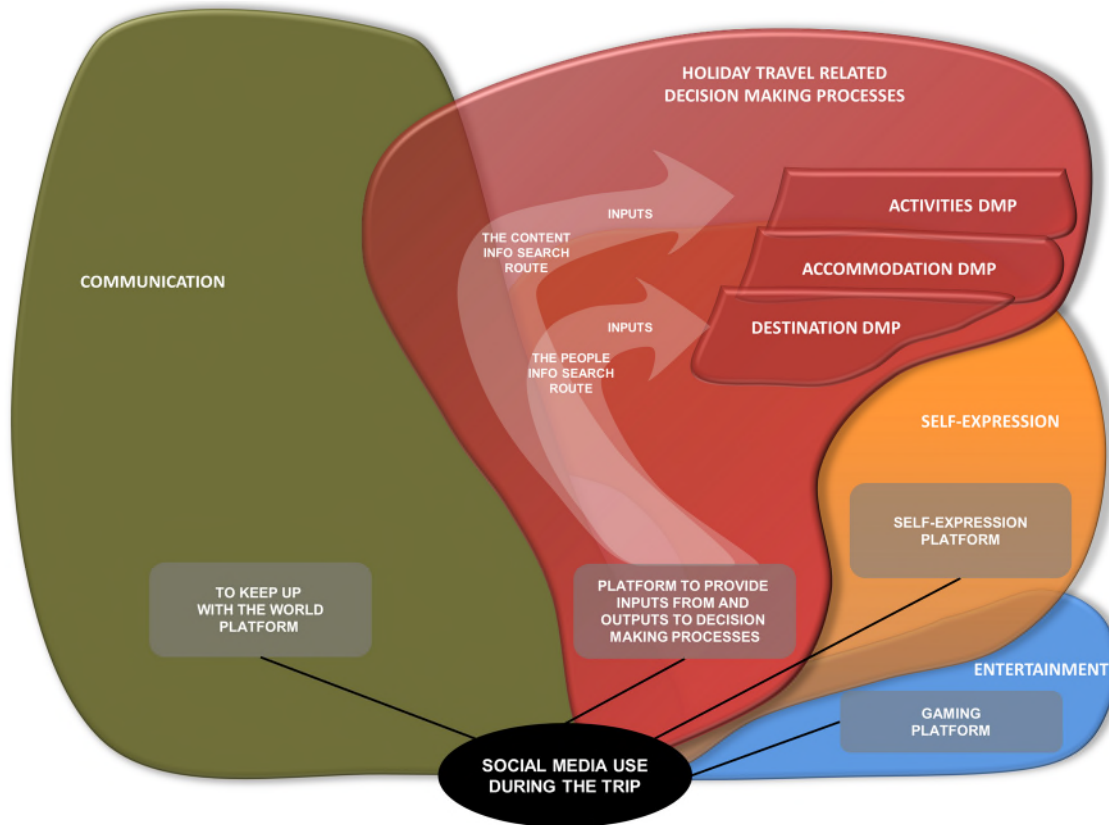 HOLIDAY TRAVEL RELATED
DECISION MAKING PROCESSES
ACTIVITIES DMP
INPUTS
THE CONTENT
INFO SEARCH
ROUTE
ACCOMMODATION DMP
COMMUNICATION
DESTINATION DMP
INPUTS
THE PEOPLE
INFO SEARCH
ROUTE
SELF-EXPRESSION
SELF-EXPRESSION
PLATFORM
TO KEEP UP
WITH THE WORLD
PLATFORM
PLATFORM TO PROVIDE
INPUTS FROM AND
OUTPUTS TO DECISION
MAKING PROCESSES
ENTERTAINMENT
GAMING
PLATFORM
SOCIAL MEDIA USE
DURING THE TRIP